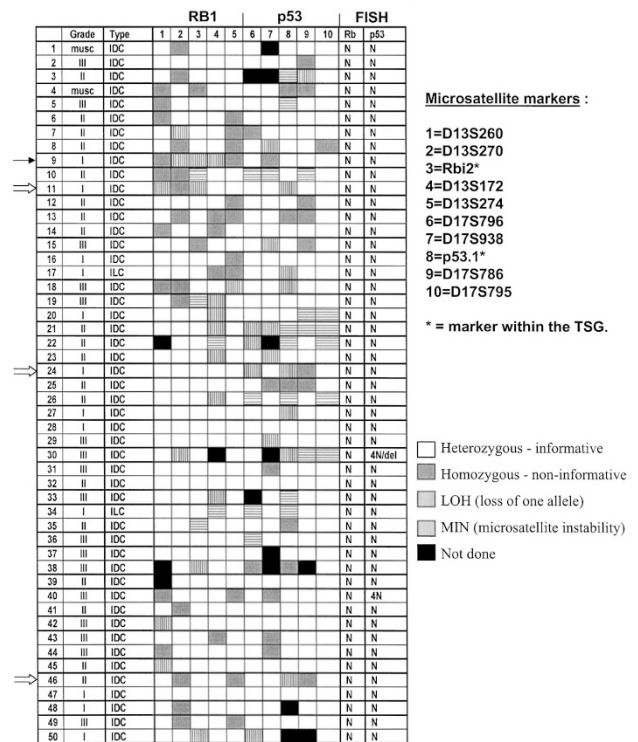 RB1 p53 FISH
Grade Type 1 2 3 4 5 6 7 8 9 10 Rb p53
1 musc IDC N N
2 III IDC N N
3 II IDC N N
4 musc IDC N N
5 III IDC N N
6 II IDC N N
7 II IDC N N
8 II IDC N N
9 I IDC N N
10 II IDC N N
11 I IDC N N
12 II IDC N N
13 II IDC N N
14 II IDC N N
15 III IDC N N
16 I IDC N N
17 I ILC N N
18 III IDC N N
19 III IDC N N
20 I IDC N N
21 II IDC N N
22 II IDC N N
23 II IDC N N
24 I IDC N N
25 II IDC N N
26 II IDC N N
27 I IDC N N
28 I IDC N N
29 III IDC N N
30 III IDC N 4N/del
31 III IDC N N
32 II IDC N N
33 III IDC N N
34 I ILC N N
35 II IDC N N
36 III IDC N N
37 III IDC N N
38 III IDC N N
39 II IDC N N
40 III IDC N 4N
41 II IDC N N
42 III IDC N N
43 III IDC N N
44 III IDC N N
45 II IDC N N
46 II IDC N N
47 I IDC N N
48 I IDC N N
49 III IDC N N
50 I IDC N N
Microsatellite markers :
1=D13S260
2=D13S270
3=Rbi2*
4=D13S172
5=D13S274
6=D17S796
7=D17S938
8=p53.1*
9=D17S786
10=D17S795
* = marker within the TSG.
Heterozygous - informative
Homozygous - non-informative
LOH (loss of one allele)
MIN (microsatellite instability)
Not done